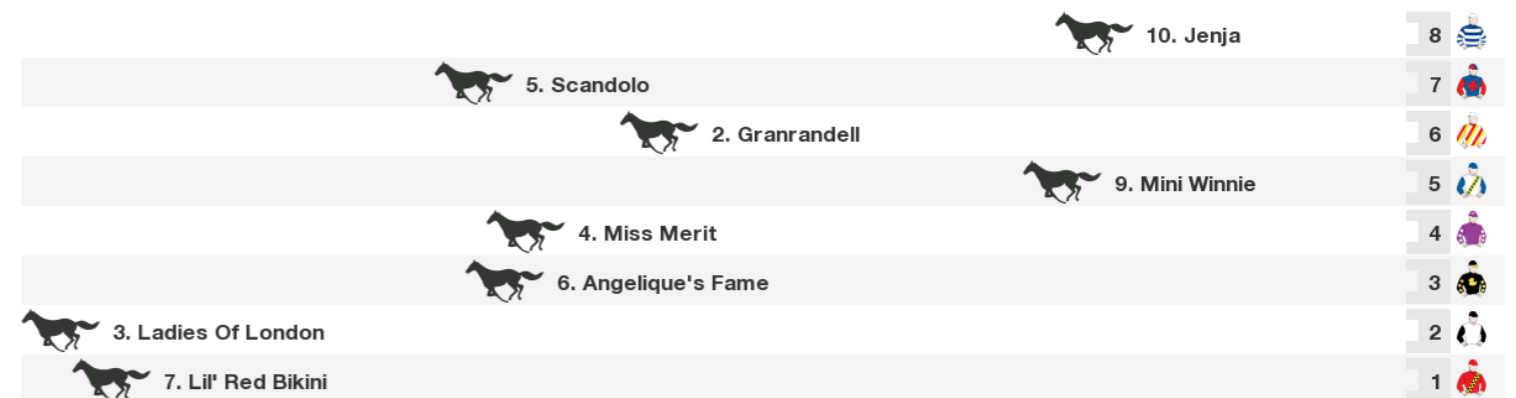 10. Jenja 8
5. Scandolo 7
2. Granrandell 6
9. Mini Winnie 5
4. Miss Merit 4
6. Angelique's Fame 3
3. Ladies Of London 2
7. Lil' Red Bikini 1